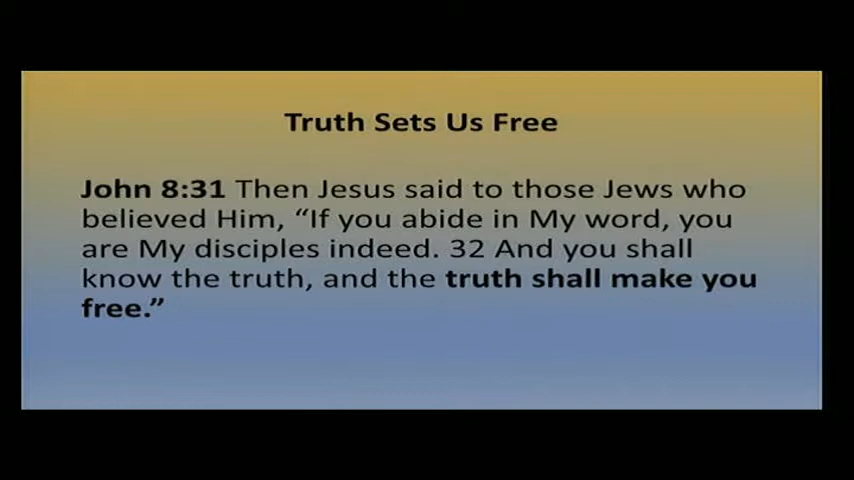 Truth Sets Us Free
John 8:31 Then Jesus said to those Jews who
believed Him, “If you abide in My word, you
are My disciples indeed. 32 And you shall
know the truth, and the truth shall make you
free.”